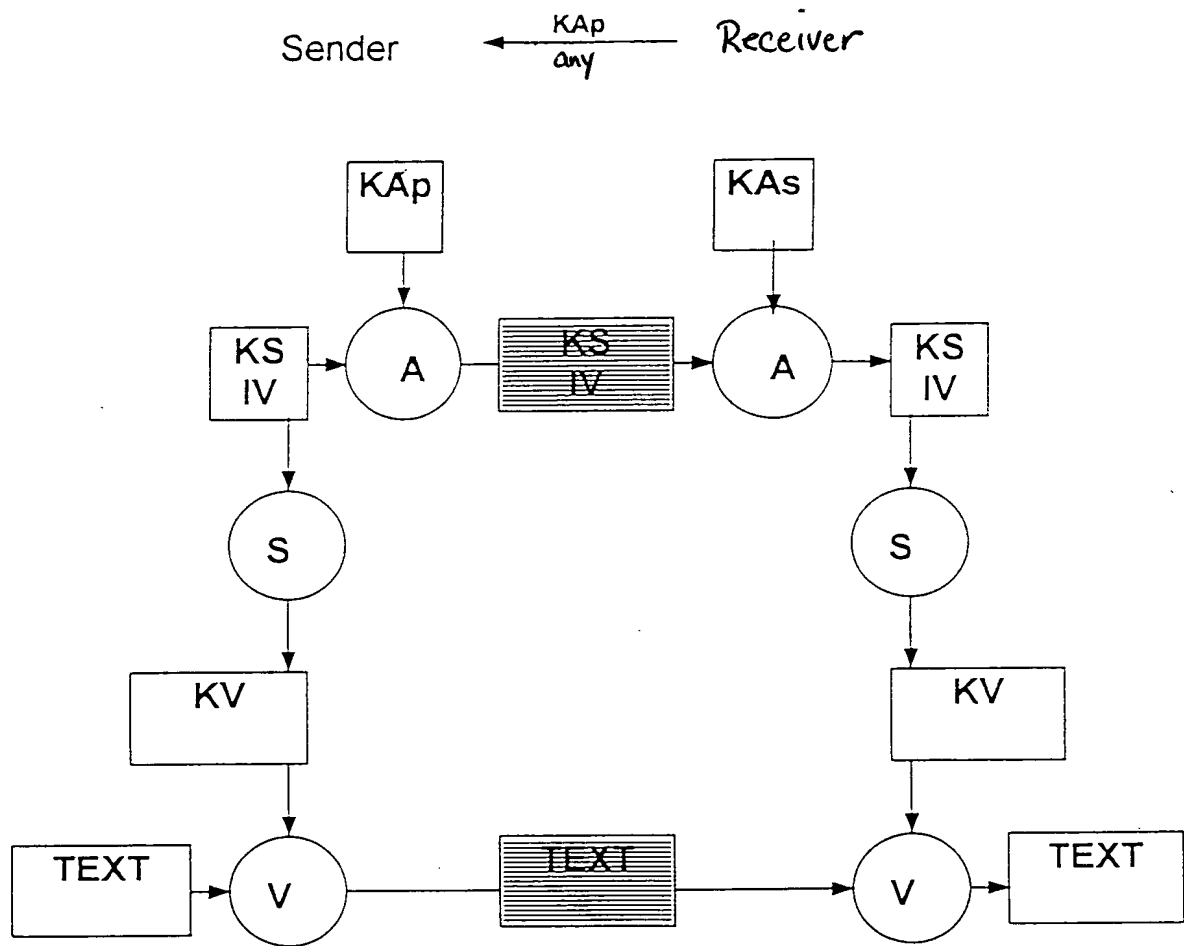 Sender KAp Receiver
any
KAp KAs
KS A KS A KS
IV IV IV
S S
KV KV
TEXT V TEXT V TEXT